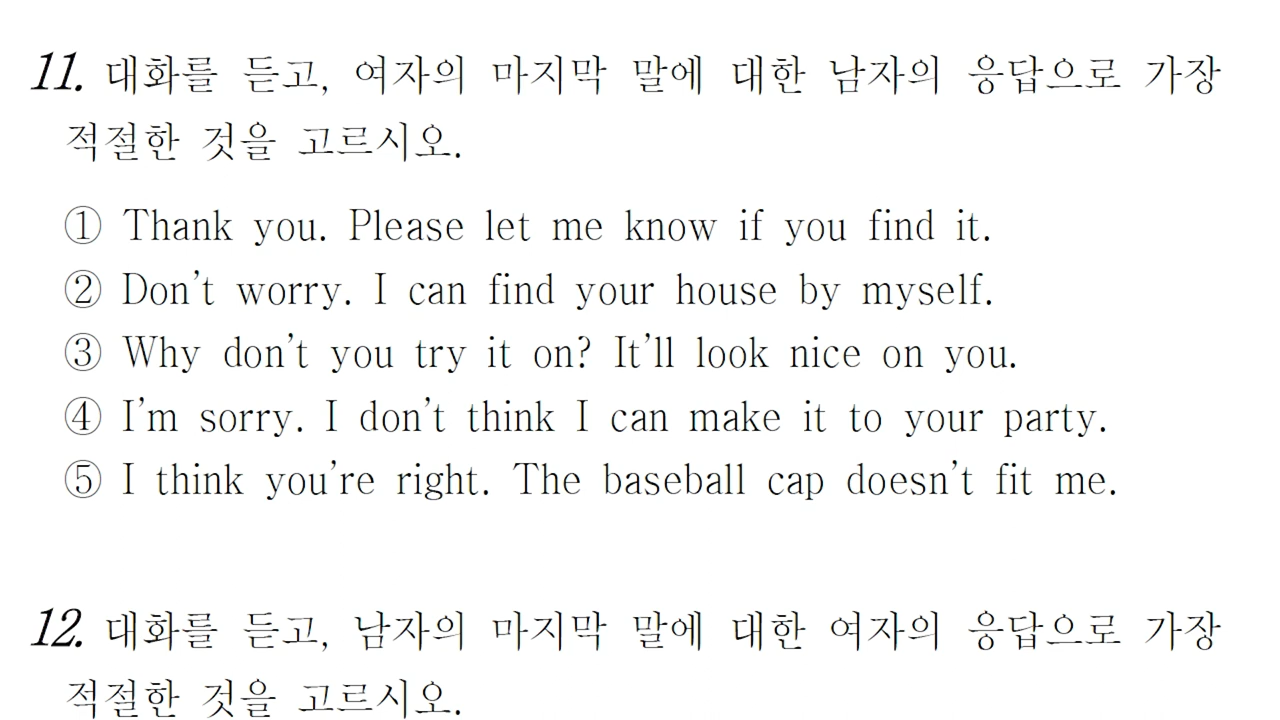 11. 대화를 듣고, 여자의 마지막 말에 대한 남자의 응답으로 가장
적절한 것을 고르시오.
① Thank you. Please let me know if you find it.
② Don't worry. I can find your house by myself.
③ Why don't you try it on? It'll look nice on you.
④ I'm sorry. I don't think I can make it to your party.
⑤ I think you're right. The baseball cap doesn't fit me.
12. 대화를 듣고, 남자의 마지막 말에 대한 여자의 응답으로 가장
적절한 것을 고르시오.